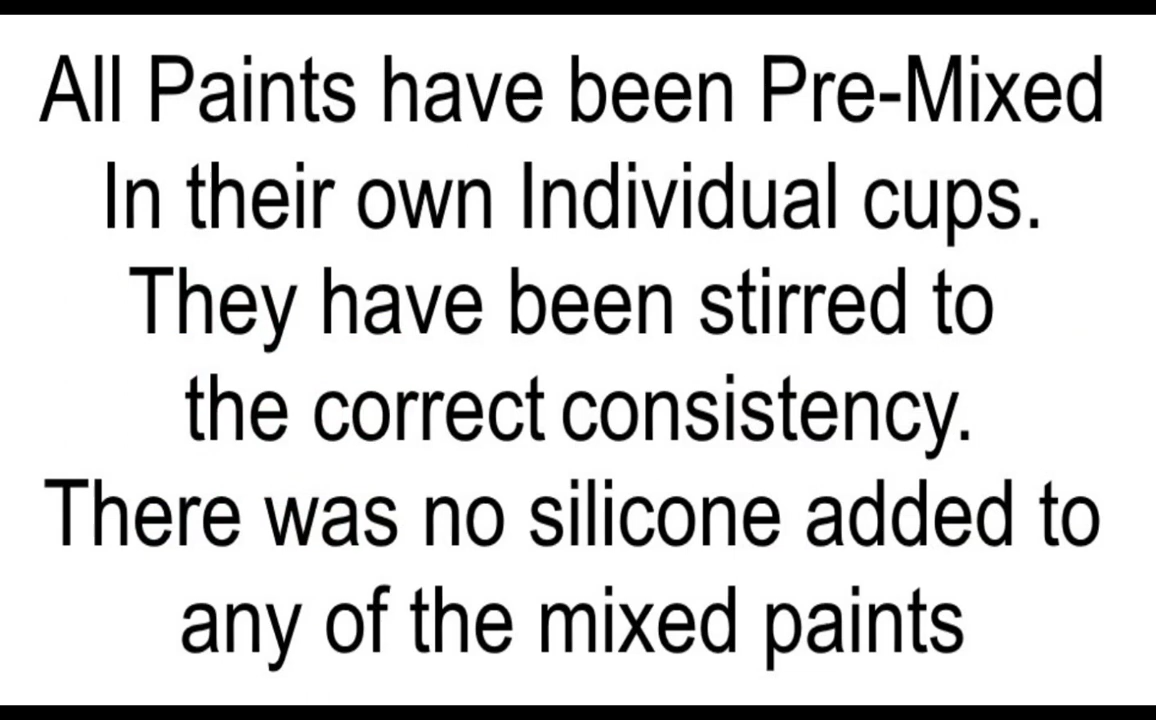 All Paints have been Pre-Mixed
In their own Individual cups.
They have been stirred to
the correct consistency.
There was no silicone added to
any of the mixed paints